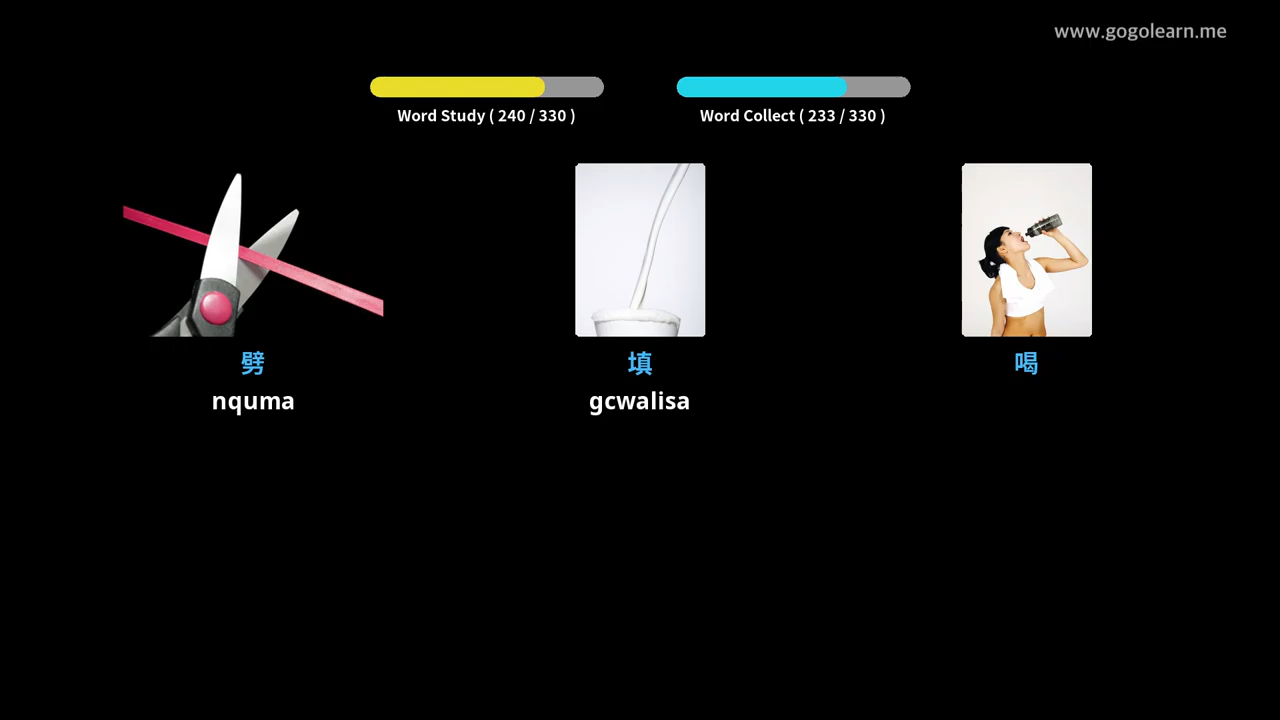 www.gogolearn.me
Word Study ( 240 / 330 )
Word Collect ( 233 / 330 )
劈
填
喝
nquma
gcwalisa